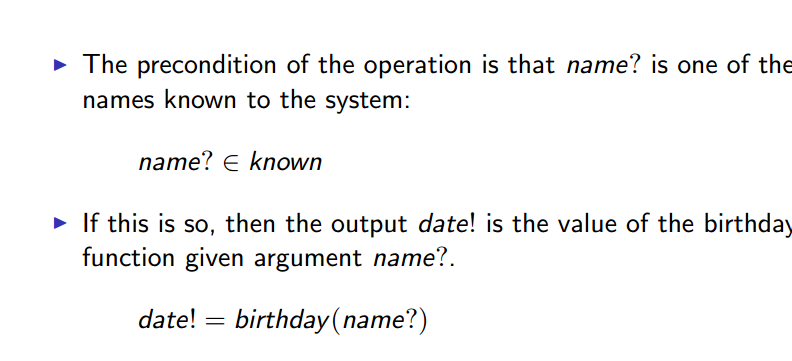 ▶ The precondition of the operation is that name? is one of the
names known to the system:
name? ∈ known
▶ If this is so, then the output date! is the value of the birthday
function given argument name?.
date! = birthday(name?)